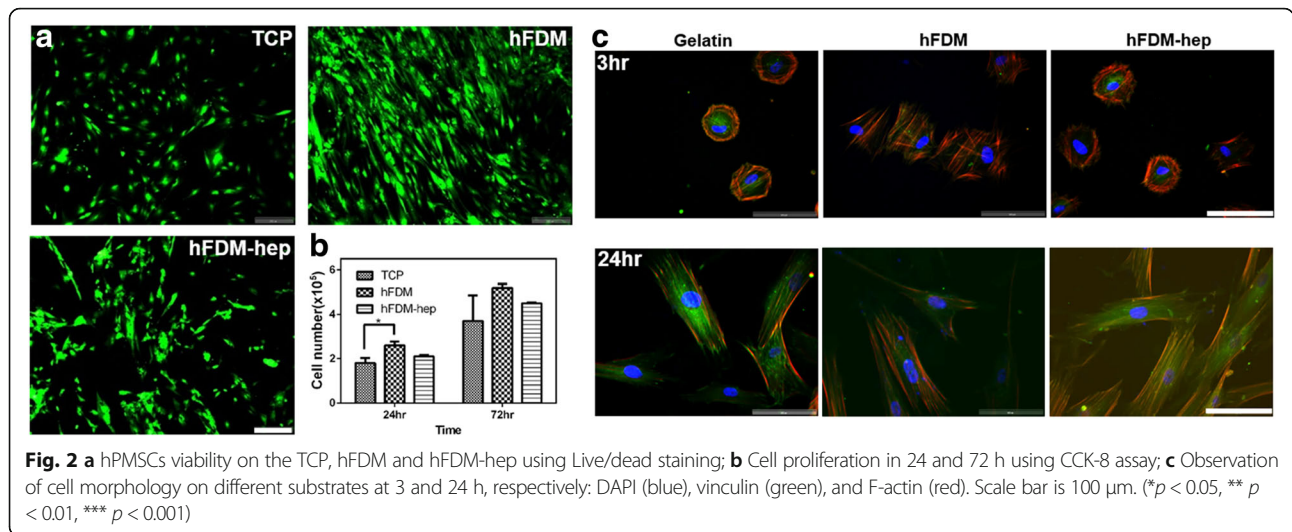 a
TCP
hFDM
hFDM-hep
b
TCP
hFDM
hFDM-hep
*
Cell number(x10⁵)
6
4
2
0
24hr
72hr
Time
c
Gelatin
hFDM
hFDM-hep
3hr
24hr
Fig. 2 a hPMSCs viability on the TCP, hFDM and hFDM-hep using Live/dead staining; b Cell proliferation in 24 and 72 h using CCK-8 assay; c Observation
of cell morphology on different substrates at 3 and 24 h, respectively: DAPI (blue), vinculin (green), and F-actin (red). Scale bar is 100 μm. (*p < 0.05, ** p
< 0.01, *** p < 0.001)